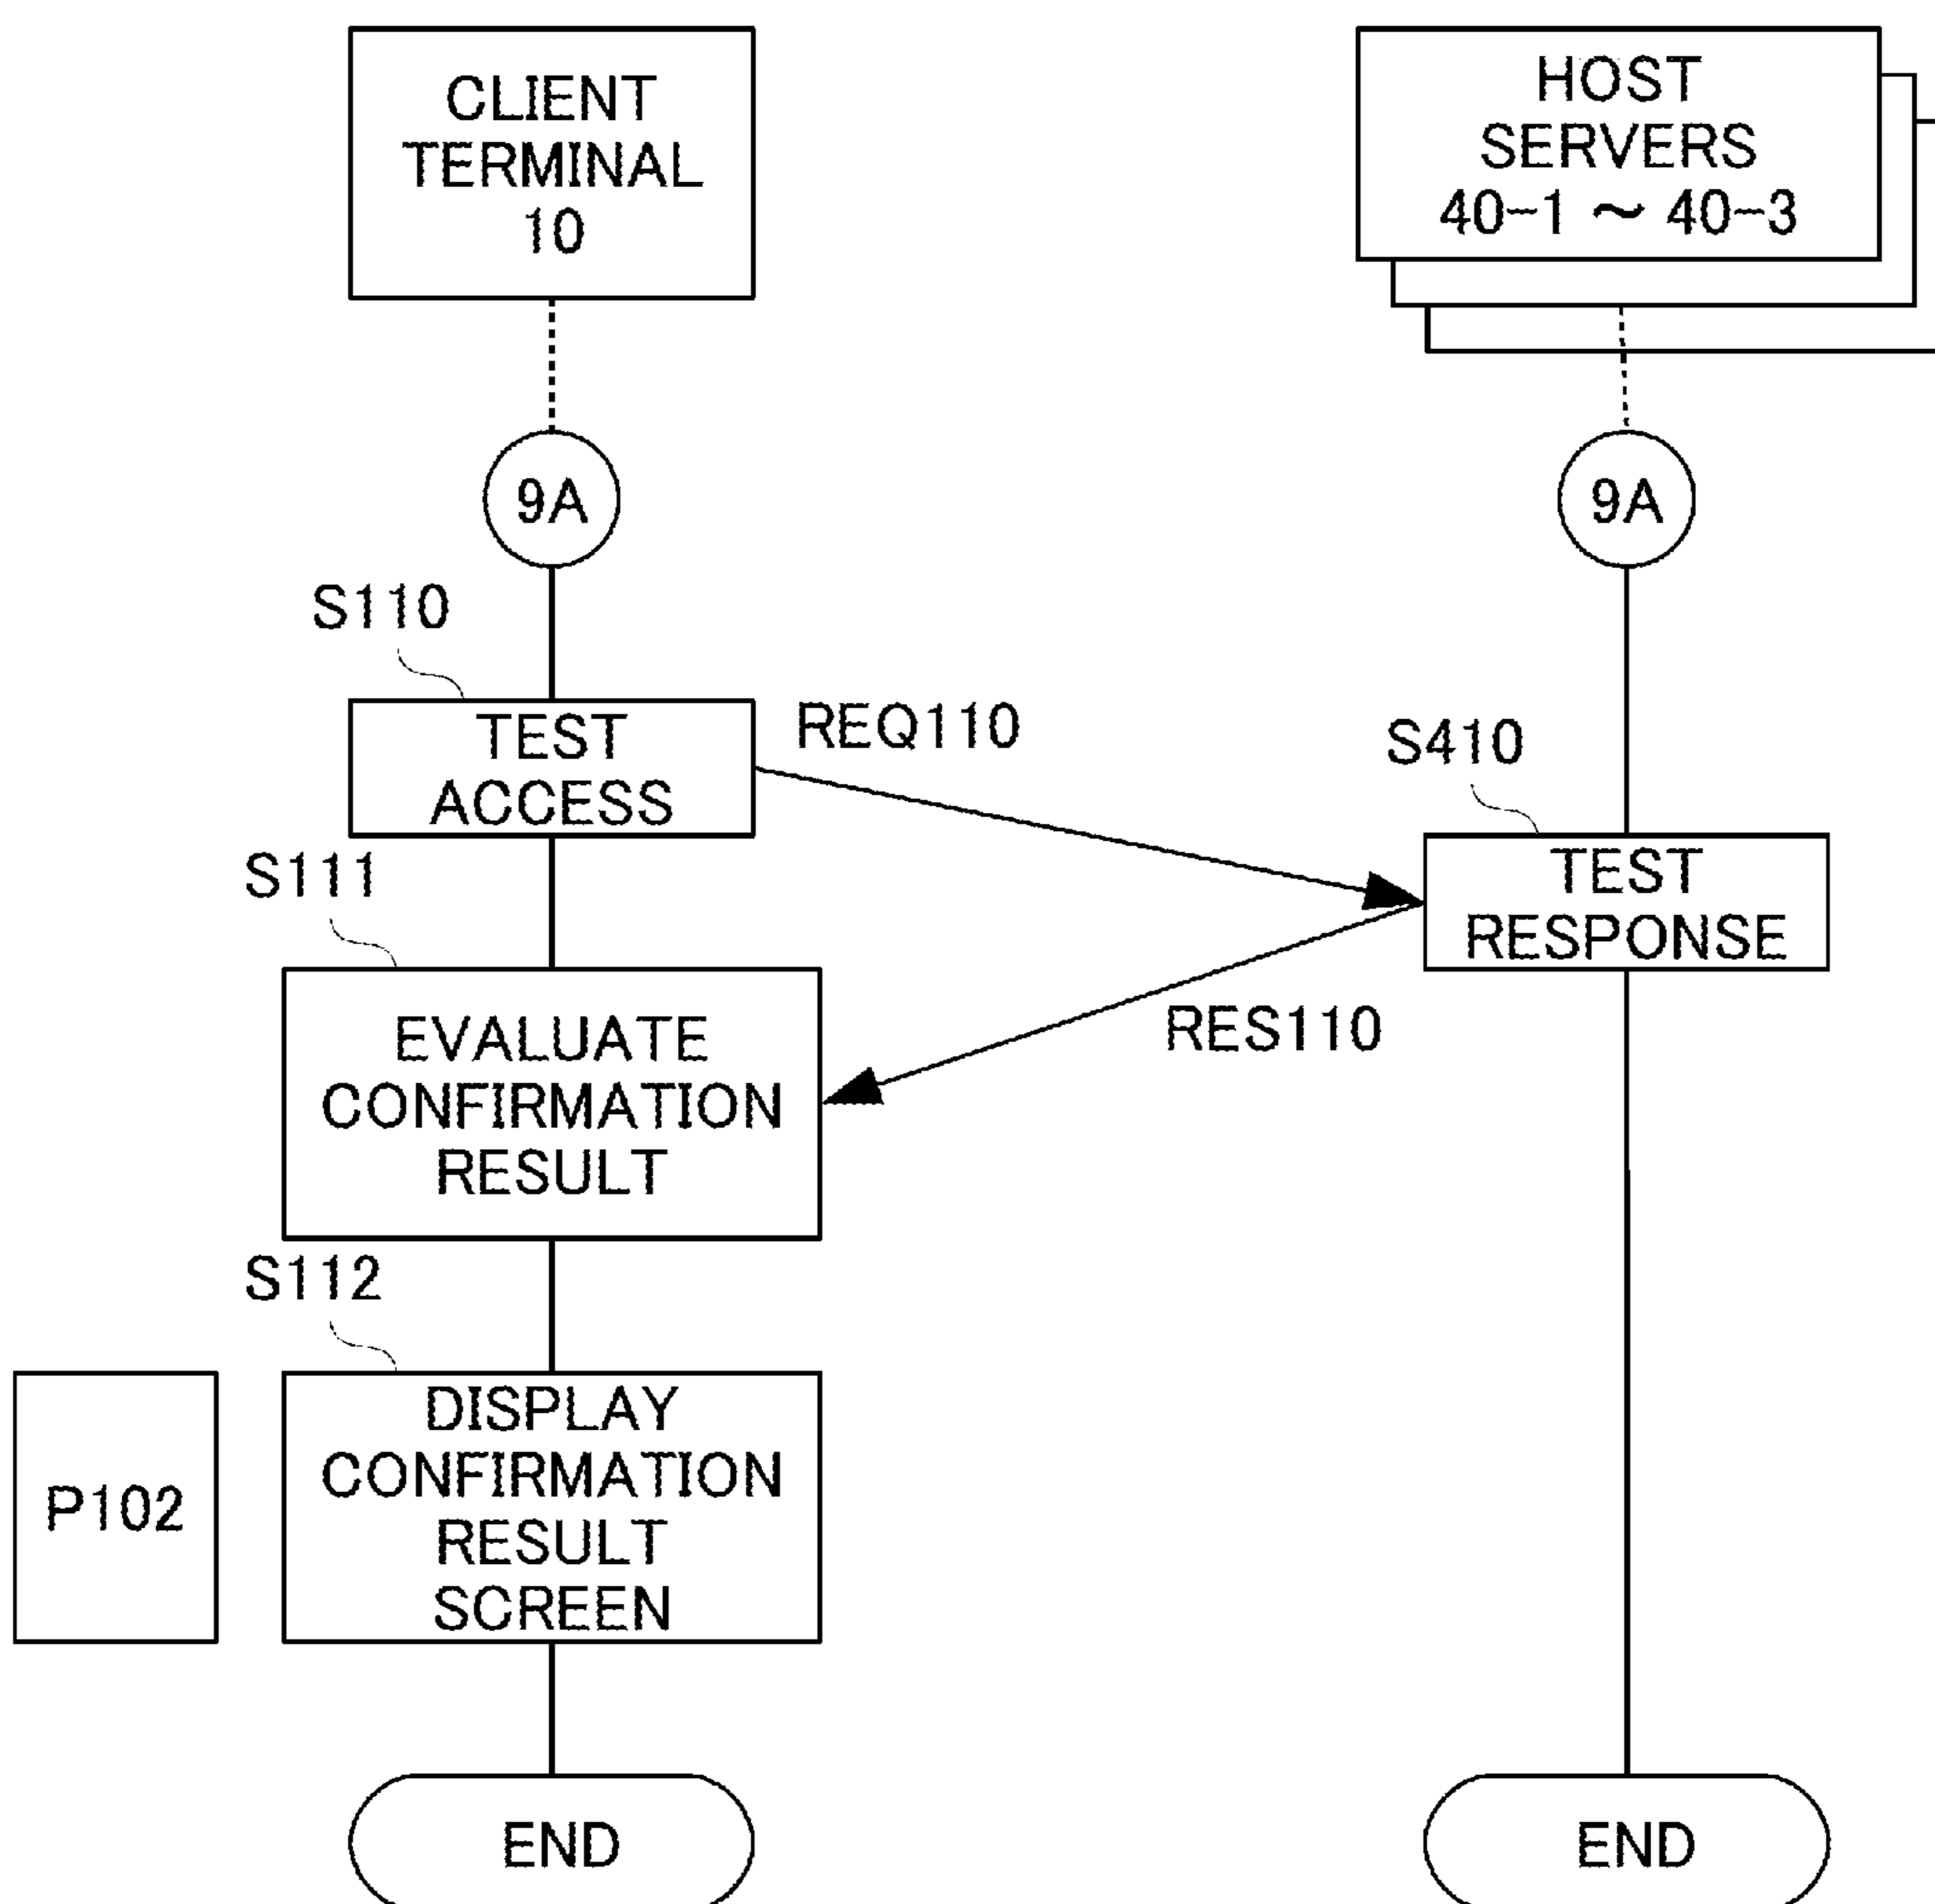 CLIENT
TERMINAL
10
HOST
SERVERS
40-1 ～ 40-3
9A
9A
S110
TEST
ACCESS
REQ110
S410
TEST
RESPONSE
S111
EVALUATE
CONFIRMATION
RESULT
RES110
S112
P102
DISPLAY
CONFIRMATION
RESULT
SCREEN
END
END